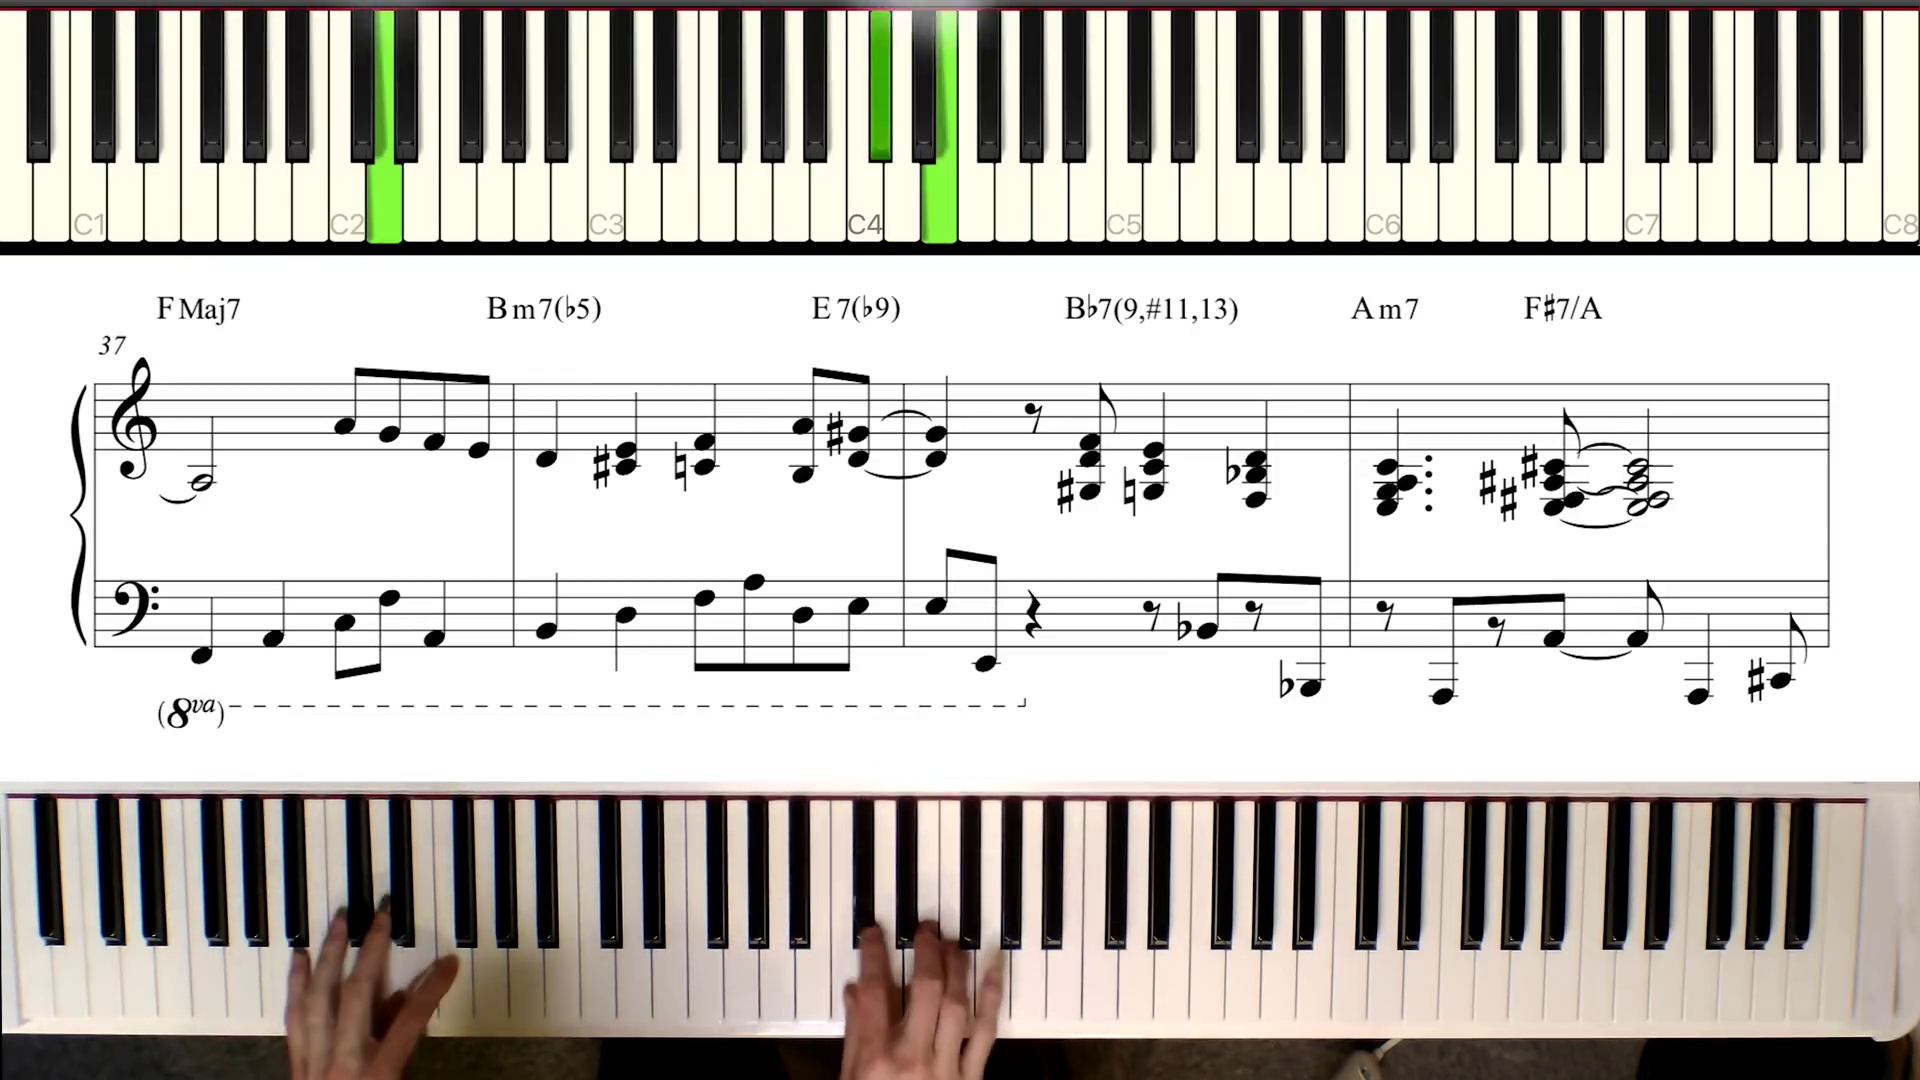 C1 C2 C3 C4 C5 C6 C7 C8
F Maj7 B m7(♭5) E 7(♭9) B♭7(9,#11,13) A m7 F♯7/A
37
(8va)